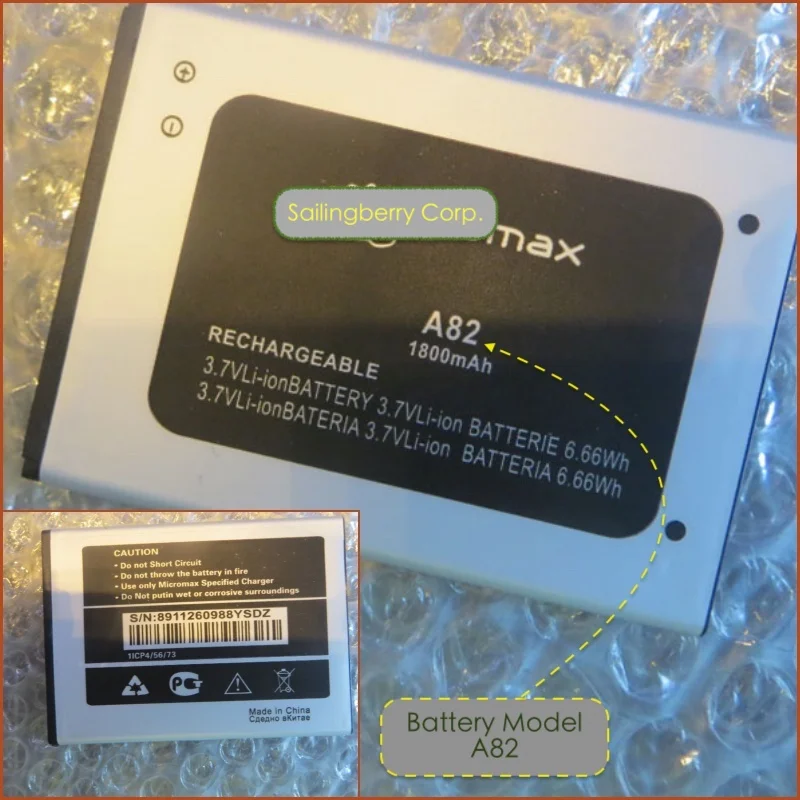 Sailingberry Corp.
max
A82
1800mAh
RECHARGEABLE
3.7VLi-ionBATTERY 3.7VLi-ion BATTERIE 6.66Wh
3.7VLi-ionBATERIA 3.7VLi-ion BATTERIA 6.66Wh
CAUTION
• Do not Short Circuit
• Do not throw the battery in fire
• Use only Micromax Specified Charger
• Do Not putin wet or corrosive surroundings
S/N:8911260988YSDZ
1ICP4/56/73
Made in China
Сдедно вКитае
Battery Model
A82